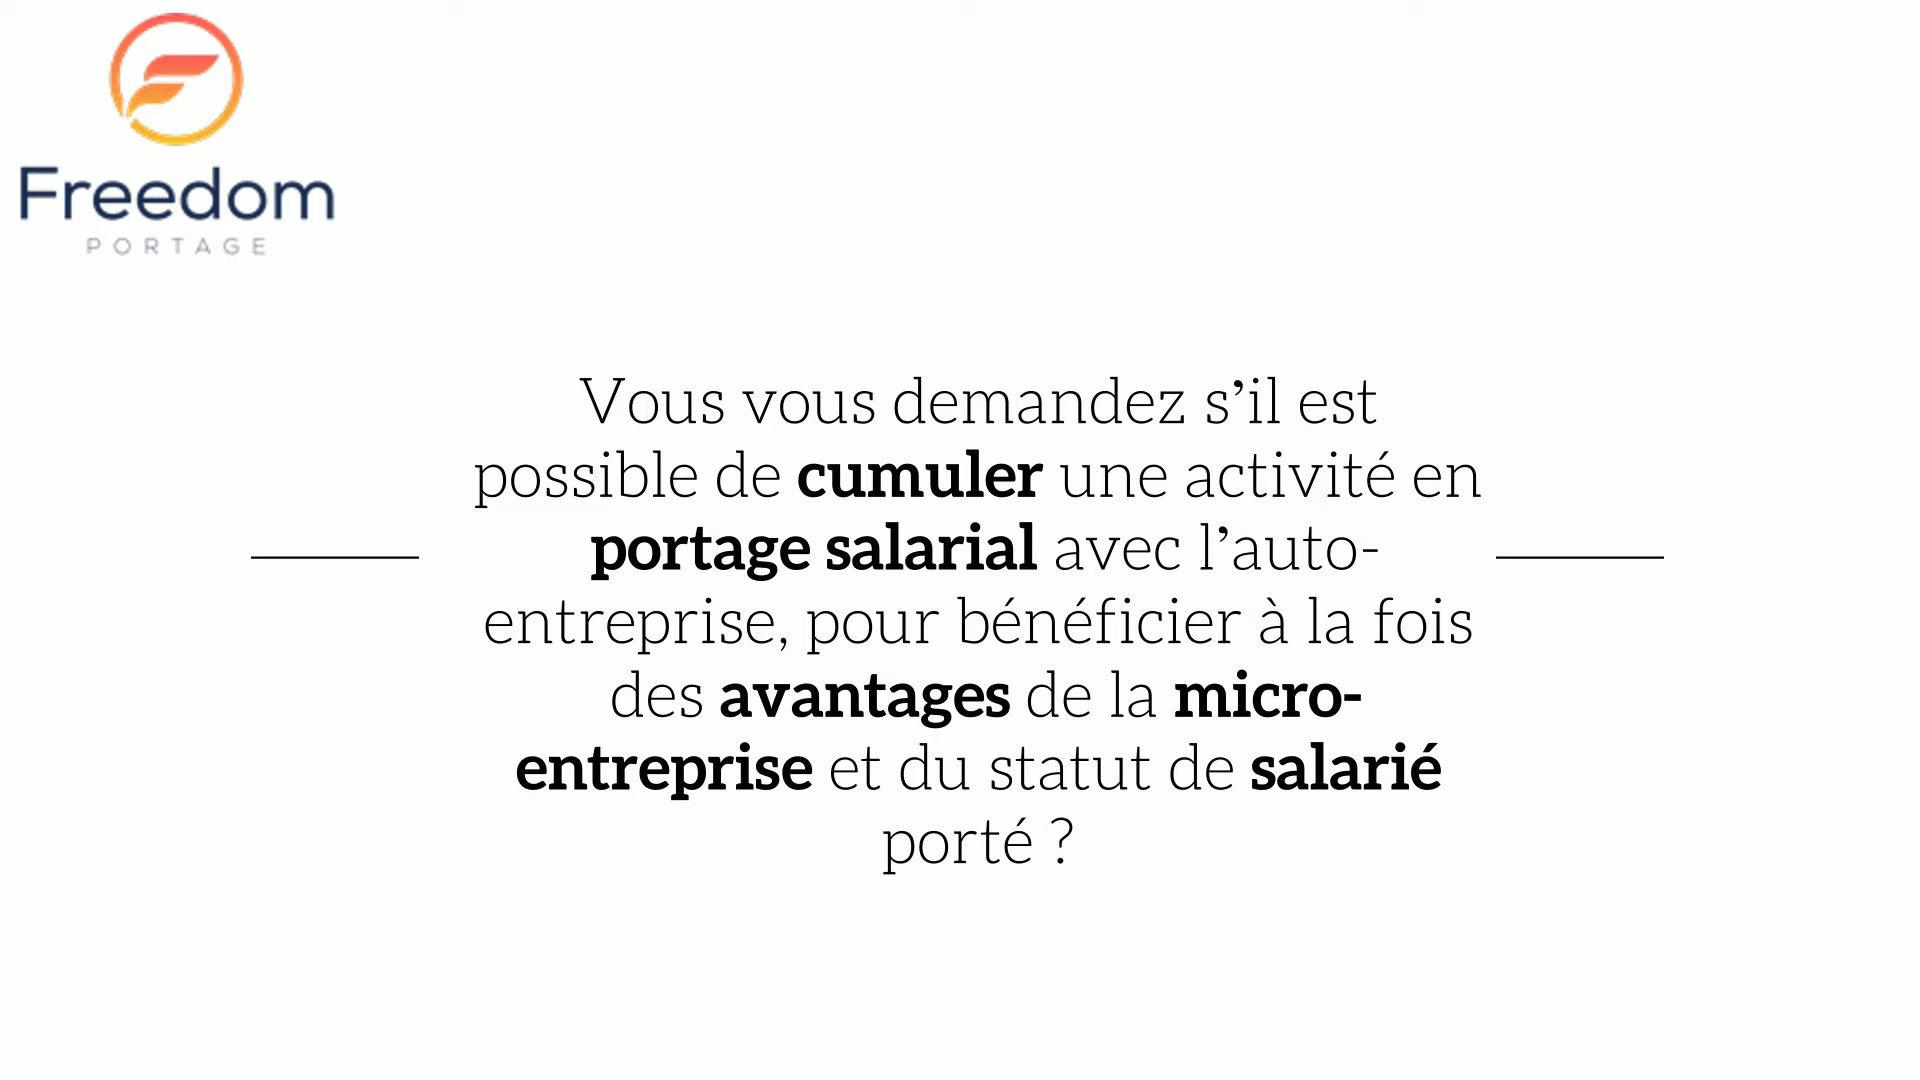 Freedom
PORTAGE
Vous vous demandez s’il est
possible de cumuler une activité en
portage salarial avec l’auto-
entreprise, pour bénéficier à la fois
des avantages de la micro-
entreprise et du statut de salarié
porté ?